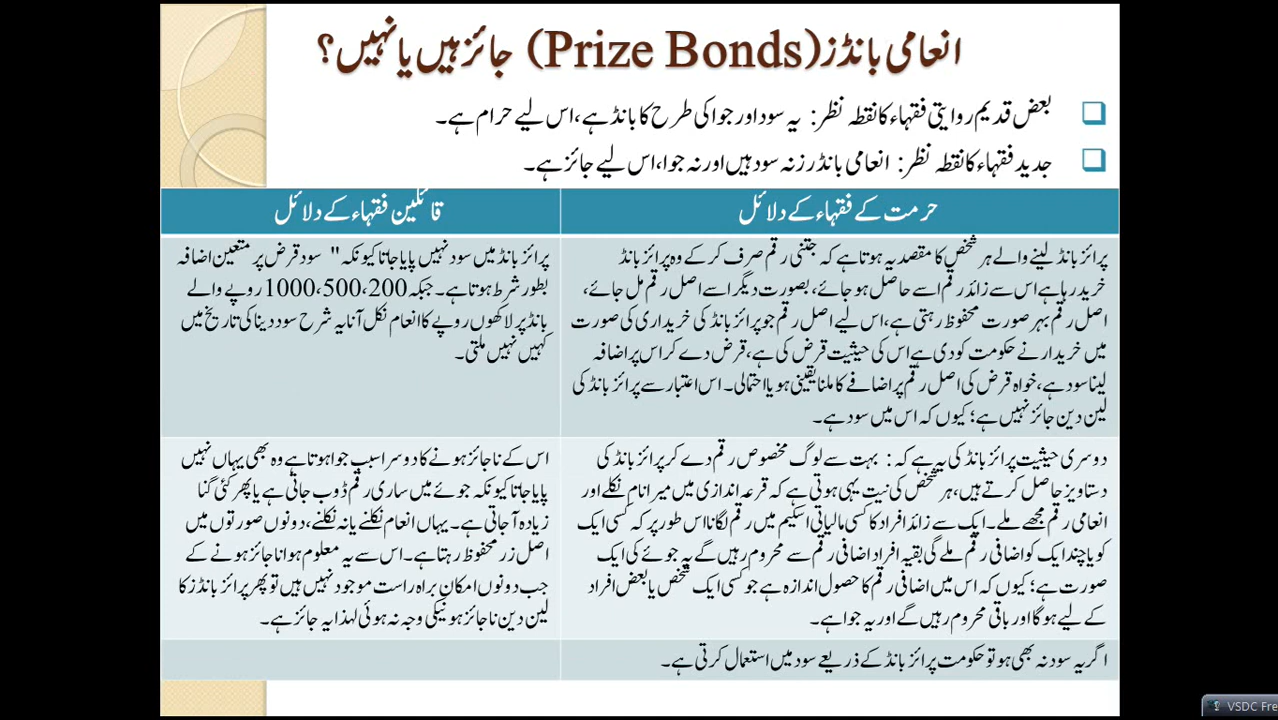 انعامی بانڈز (Prize Bonds) جائز ہیں یا نہیں؟
بعض قدیم روایتی فقہاء کا نقطہ نظر: یہ سود اور جوا کی طرح کا بانڈ ہے، اس لیے حرام ہے۔
جدید فقہاء کا نقطہ نظر: انعامی بانڈرز نہ سود ہیں اور نہ جوا، اس لیے جائز ہے۔
حرمت کے فقہاء کے دلائل
قائلین فقہاء کے دلائل
پرائز بانڈ لینے والے ہر شخص کا مقصد یہ ہوتا ہے کہ جتنی رقم صرف کر کے وہ پرائز بانڈ
خرید رہا ہے اس سے زائد رقم اسے حاصل ہو جائے، بصورت دیگر اسے اصل رقم مل جائے،
اصل رقم بہر صورت محفوظ رہتی ہے، اس لیے اصل رقم جو پرائز بانڈ کی خریداری کی صورت
میں خریدار نے حکومت کو دی ہے اس کی حیثیت قرض کی ہے، قرض دے کر اس پر اضافہ
لینا سود ہے، خواہ قرض کی اصل رقم پر اضافے کا ملنا یقینی ہو یا احتمالی۔ اس اعتبار سے پرائز بانڈ کی
لین دین جائز نہیں ہے؛ کیوں کہ اس میں سود ہے۔
پرائز بانڈ میں سود نہیں پایا جاتا کیونکہ " سود قرض پر متعین اضافہ
بطور شرط ہوتا ہے۔ جبکہ 200، 500، 1000 روپے والے
بانڈ پر لاکھوں روپے کا انعام نکل آنا یہ شرح سود دینا کی تاریخ میں
کہیں نہیں ملتی۔
دوسری حیثیت پرائز بانڈ کی یہ ہے کہ: بہت سے لوگ مخصوص رقم دے کر پرائز بانڈ کی
دستاویز حاصل کرتے ہیں، ہر شخص کی نیت یہی ہوتی ہے کہ قرعہ اندازی میں میرا نام نکلے اور
انعامی رقم مجھے ملے۔ ایک سے زائد افراد کا کسی مالیاتی اسکیم میں رقم لگانا اس طور پر کہ کسی ایک
کو یا چند ایک کو اضافی رقم ملے گی بقیہ افراد اضافی رقم سے محروم رہیں گے یہ جوئے کی ایک
صورت ہے؛ کیوں کہ اس میں اضافی رقم کا حصول اندازہ ہے جو کسی ایک شخص یا بعض افراد
کے لیے ہوگا اور باقی محروم رہیں گے اور یہ جوا ہے۔
اس کے ناجائز ہونے کا دوسرا سبب جوا ہوتا ہے وہ بھی یہاں نہیں
پایا جاتا کیونکہ جوئے میں ساری رقم ڈوب جاتی ہے یا پھر کئی گنا
زیادہ آ جاتی ہے۔ یہاں انعام نکلنے یا نہ نکلنے، دونوں صورتوں میں
اصل زر محفوظ رہتا ہے۔ اس سے یہ معلوم ہوا نا جائز ہونے کے
جب دونوں امکان براہ راست موجود نہیں ہیں تو پھر پرائز بانڈز کا
لین دین ناجائز ہونیکی وجہ نہ ہوئی لہذا یہ جائز ہے۔
اگر یہ سود نہ بھی ہو تو حکومت پرائز بانڈ کے ذریعے سود میں استعمال کرتی ہے۔
VSDC Fre